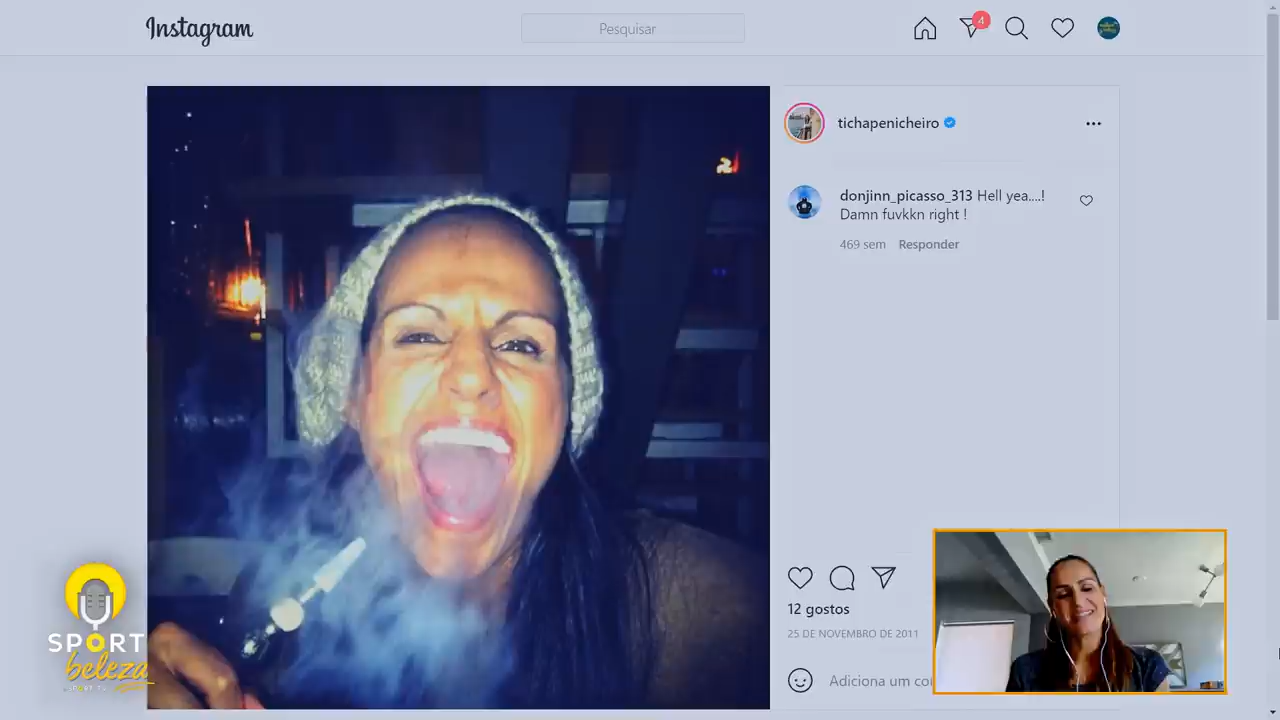 Instagram
Pesquisar
4
tichapenicheiro
donjinn_picasso_313 Hell yea....!
Damn fuvkkn right !
469 sem Responder
12 gostos
25 DE NOVEMBRO DE 2011
Adiciona um co
SPORT
beleza